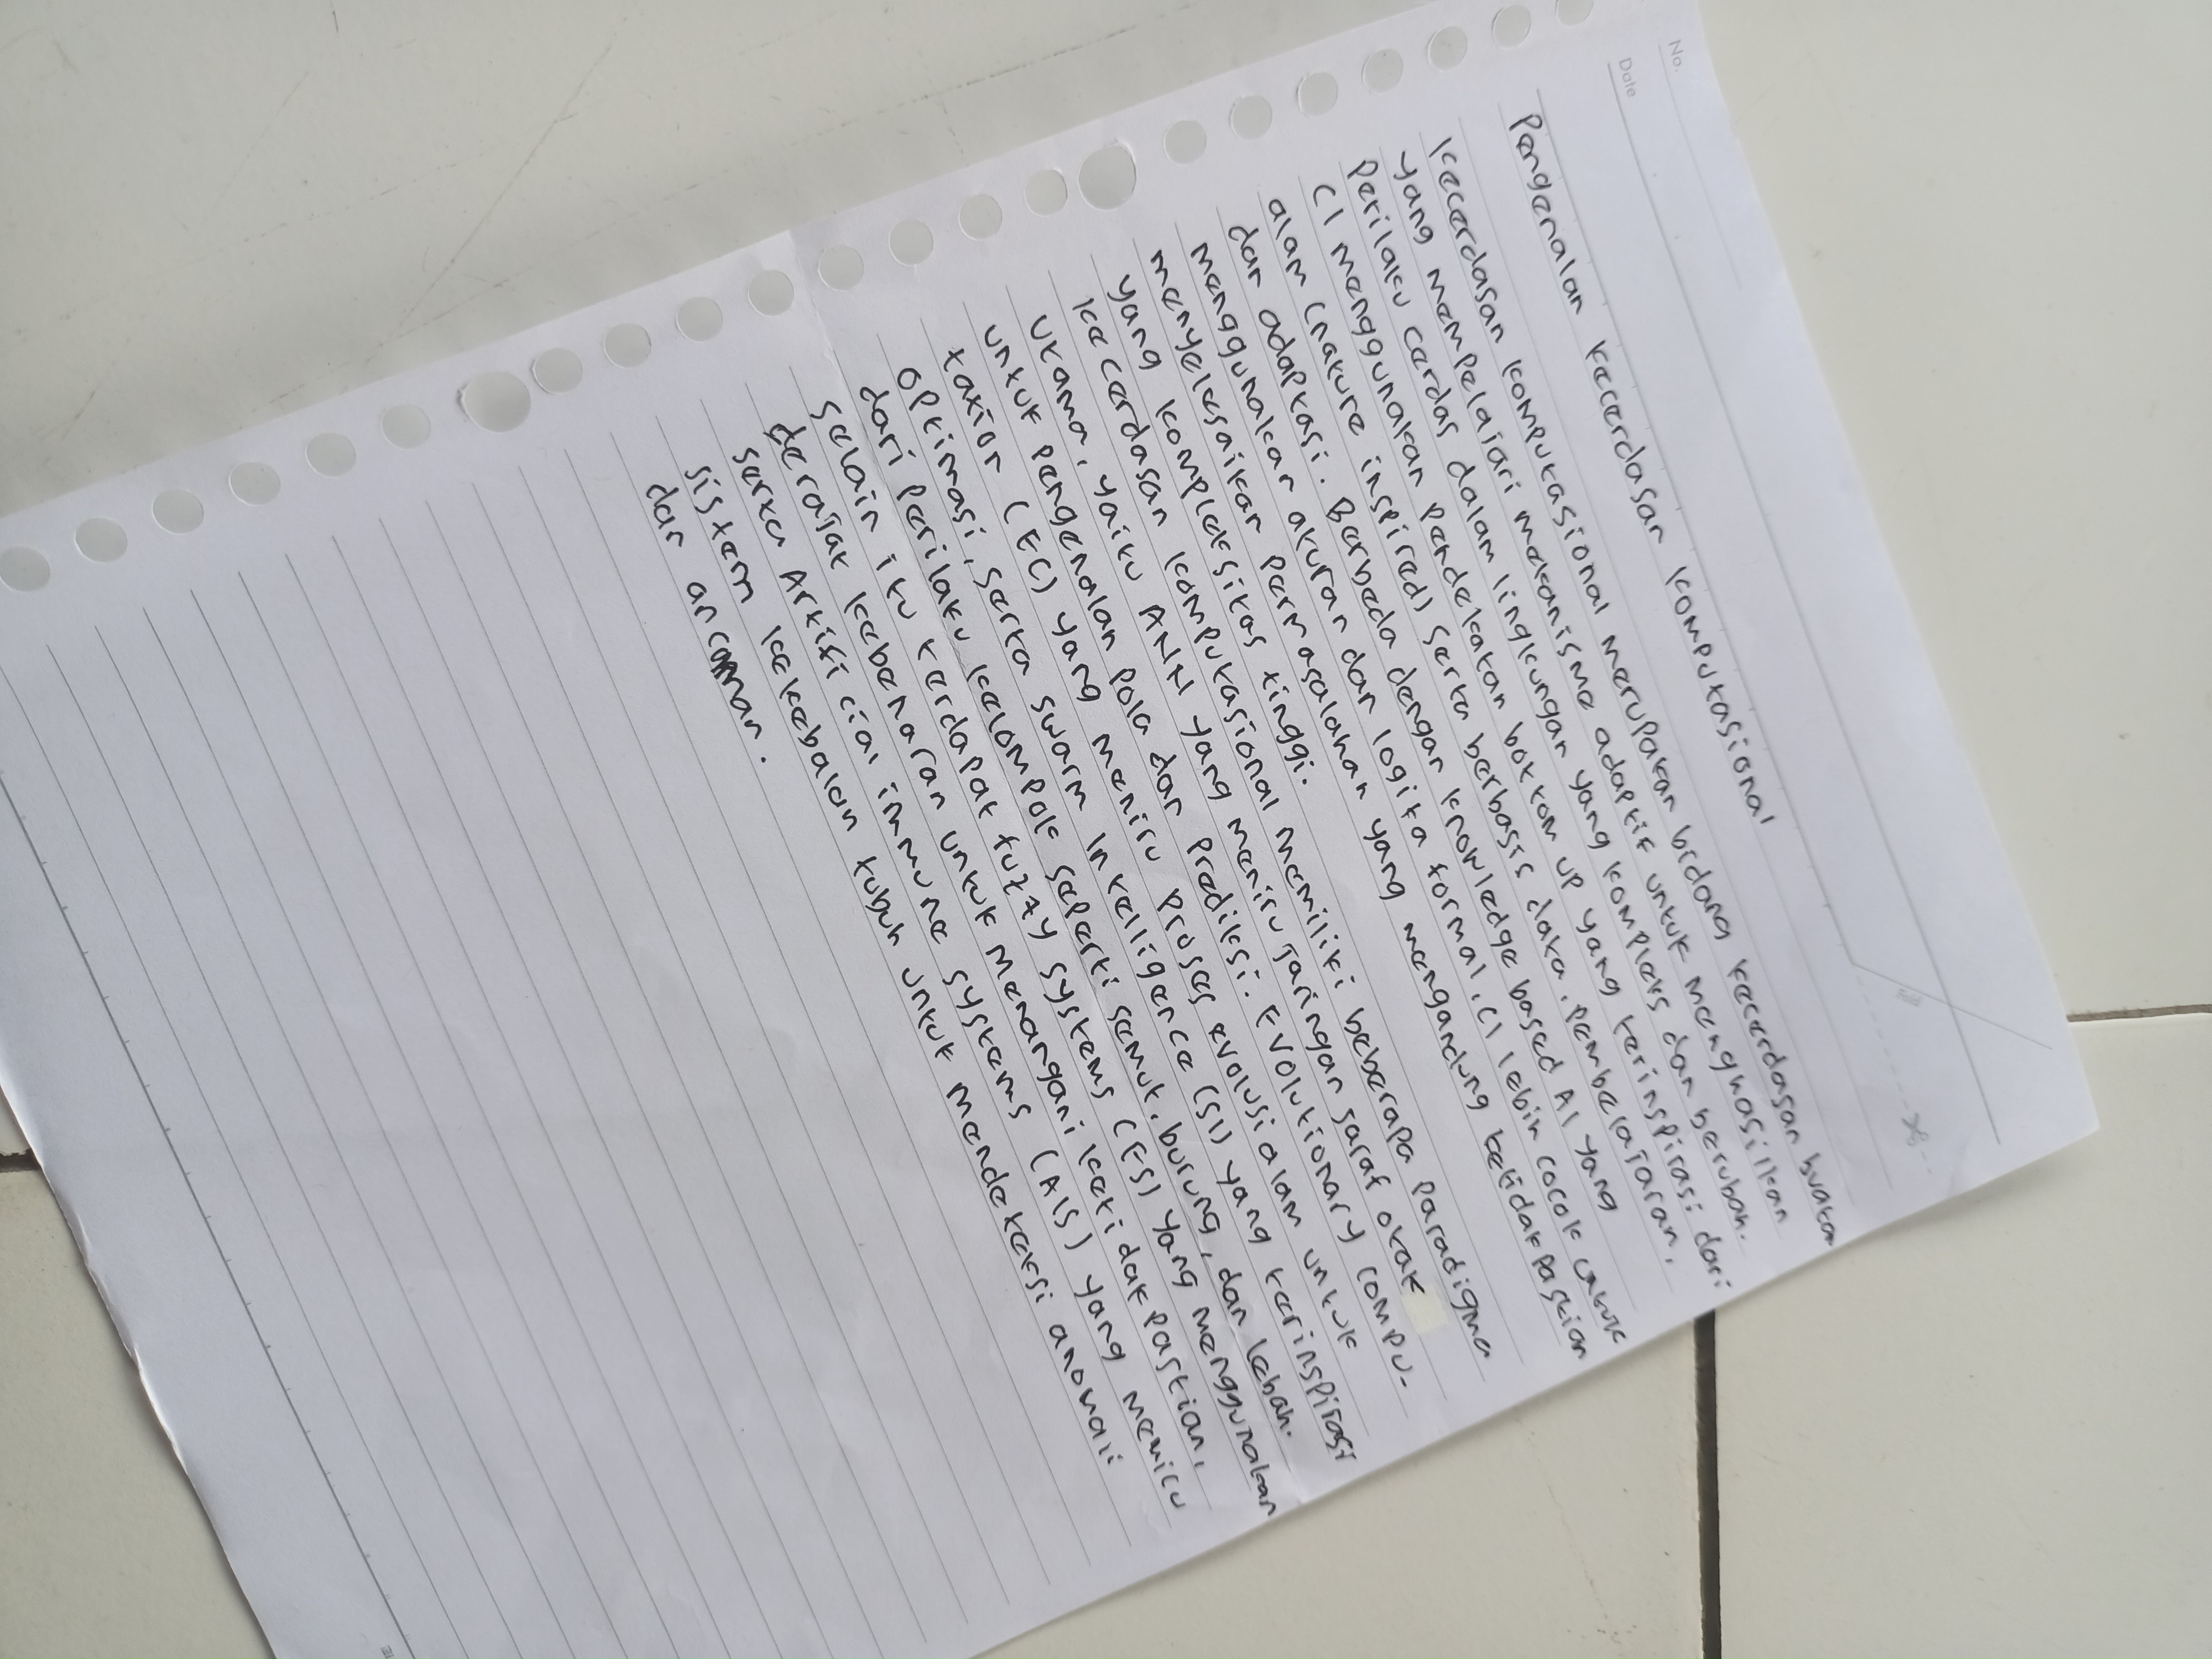 No.
Date
Pengenalan kecerdasan komputasional
kecerdasan komputasional merupakan bidang kecerdasan buatan
yang mempelajari mekanisme adaptif untuk menghasilkan
Perilaku cerdas dalam lingkungan yang kompleks dan berubah.
CI menggunakan pendekatan bottom up yang terinspirasi dari
alam (nature inspired) serta berbasis data, pembelajaran,
dan adaptasi. Berbeda dengan knowledge based AI yang
menggunakan aturan dan logika formal, CI lebih cocok untuk
menyelesaikan permasalahan yang mengandung ketidakpastian
yang kompleksitas tinggi.
kecerdasan komputasional memiliki beberapa paradigma
utama, yaitu ANN yang meniru jaringan saraf otak
untuk pengenalan pola dan prediksi. Evolutionary Compu-
tation (EC) yang meniru proses evolusi alam untuk
optimasi, serta swarm Intelligence (SI) yang terinspirasi
dari perilaku kelompok seperti semut, burung, dan lebah.
selain itu terdapat fuzzy systems (FS) yang menggunakan
derajat kebenaran untuk menangani ketidakpastian,
serta Artificial immune systems (AIS) yang meniru
sistem kekebalan tubuh untuk mendeteksi anomali
dan ancaman.